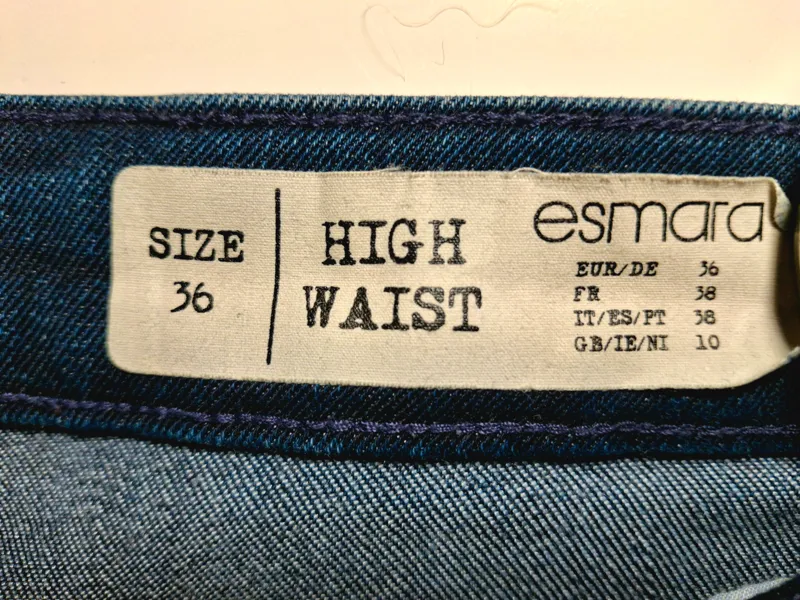 SIZE
36
HIGH
WAIST
esmara
EUR/DE 36
FR 38
IT/ES/PT 38
GB/IE/NI 10